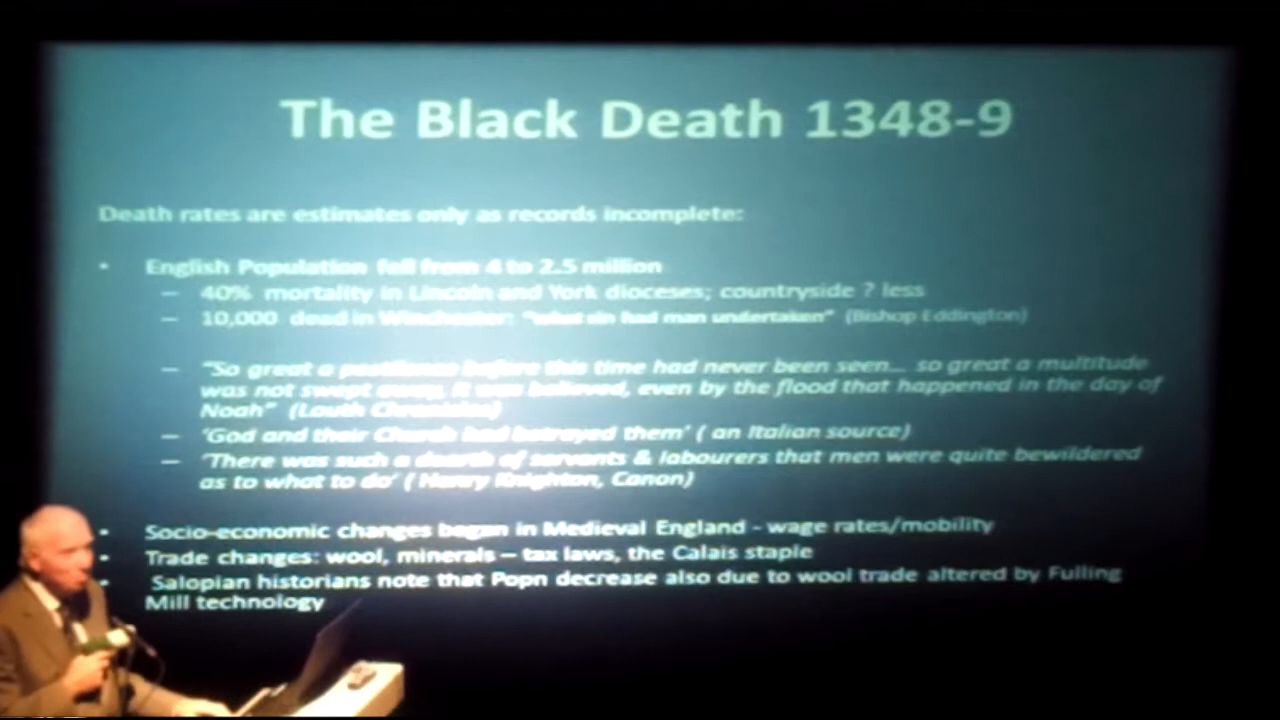 The Black Death 1348-9
Death rates are estimates only as records incomplete:
• English Population fell from 4 to 2.5 million
– 40% mortality in Lincoln and York dioceses; countryside ? less
– 10,000 dead in Winchester: "what sin had man undertaken" (Bishop Eddington)
– "So great a pestilence before this time had never been seen... so great a multitude
was not swept away, it was believed, even by the flood that happened in the day of
Noah" (Louth Chronicles)
– 'God and their Church had betrayed them' ( an Italian source)
– 'There was such a dearth of servants & labourers that men were quite bewildered
as to what to do' ( Henry Knighton, Canon)
• Socio-economic changes began in Medieval England - wage rates/mobility
• Trade changes: wool, minerals – tax laws, the Calais staple
• Salopian historians note that Popn decrease also due to wool trade altered by Fulling
Mill technology